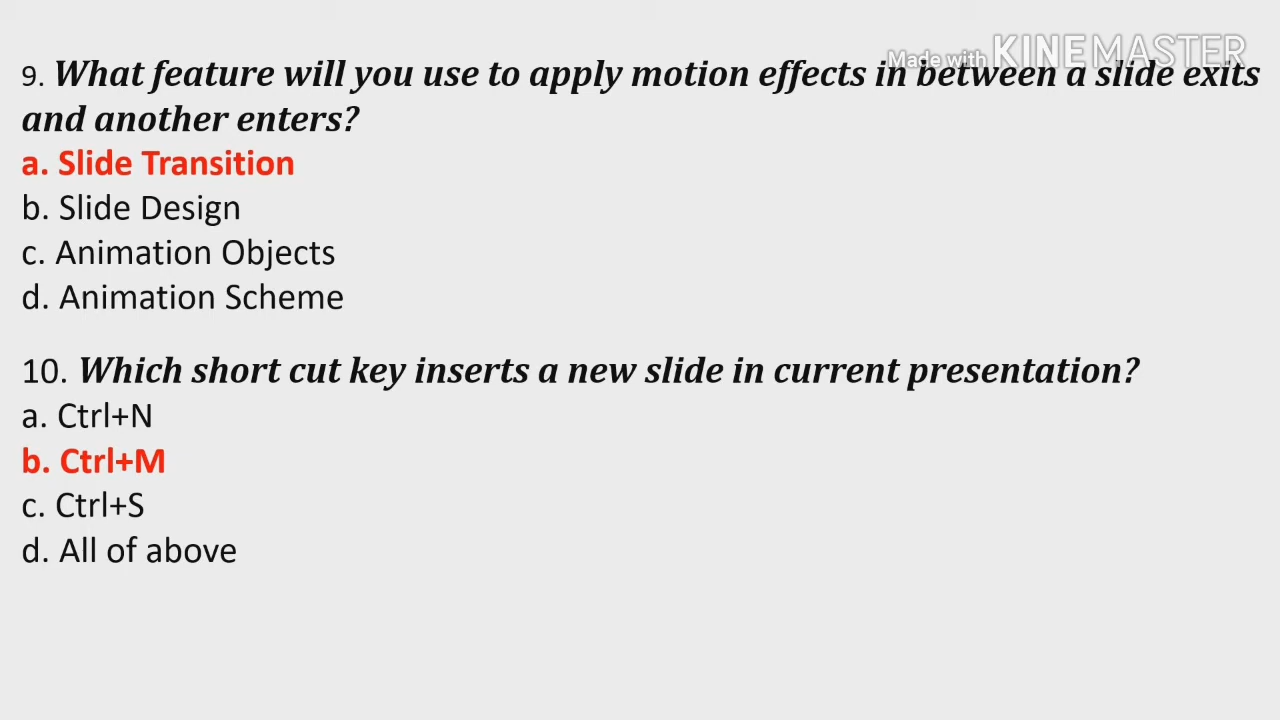 Made with KINEMASTER
9. What feature will you use to apply motion effects in between a slide exits
and another enters?
a. Slide Transition
b. Slide Design
c. Animation Objects
d. Animation Scheme
10. Which short cut key inserts a new slide in current presentation?
a. Ctrl+N
b. Ctrl+M
c. Ctrl+S
d. All of above